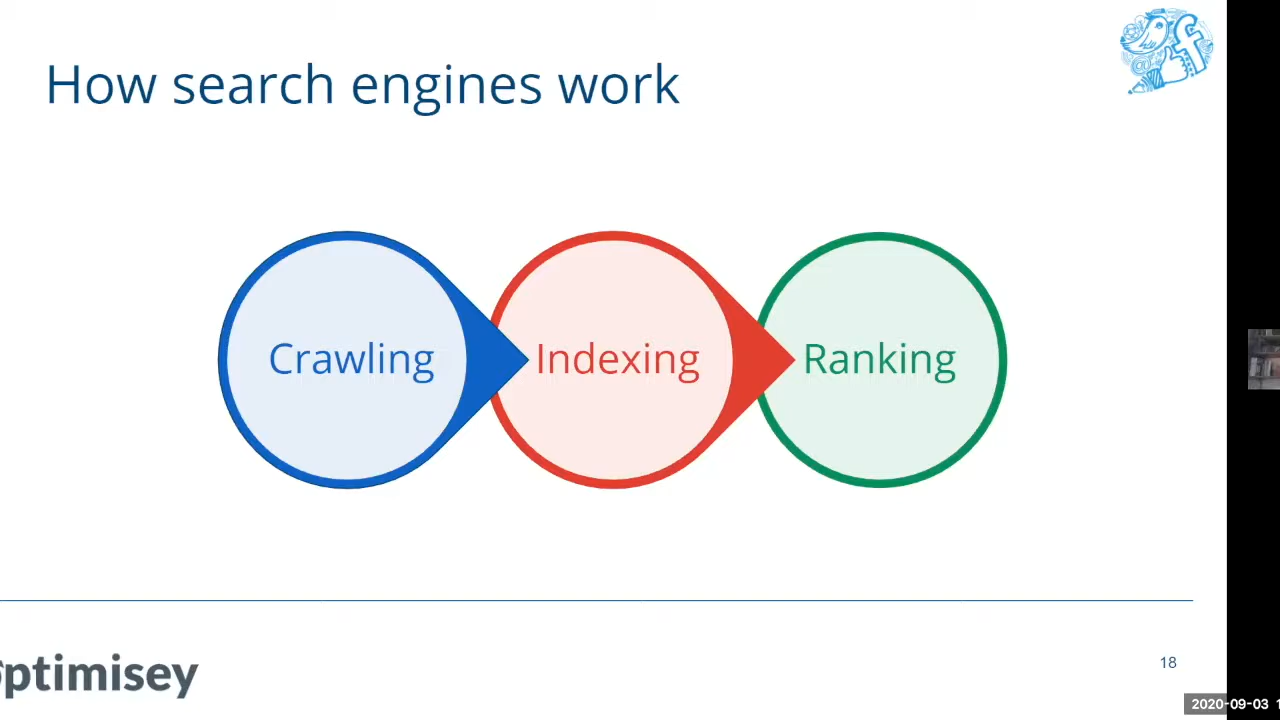 How search engines work
Crawling
Indexing
Ranking
ptimisey
18
2020-09-03